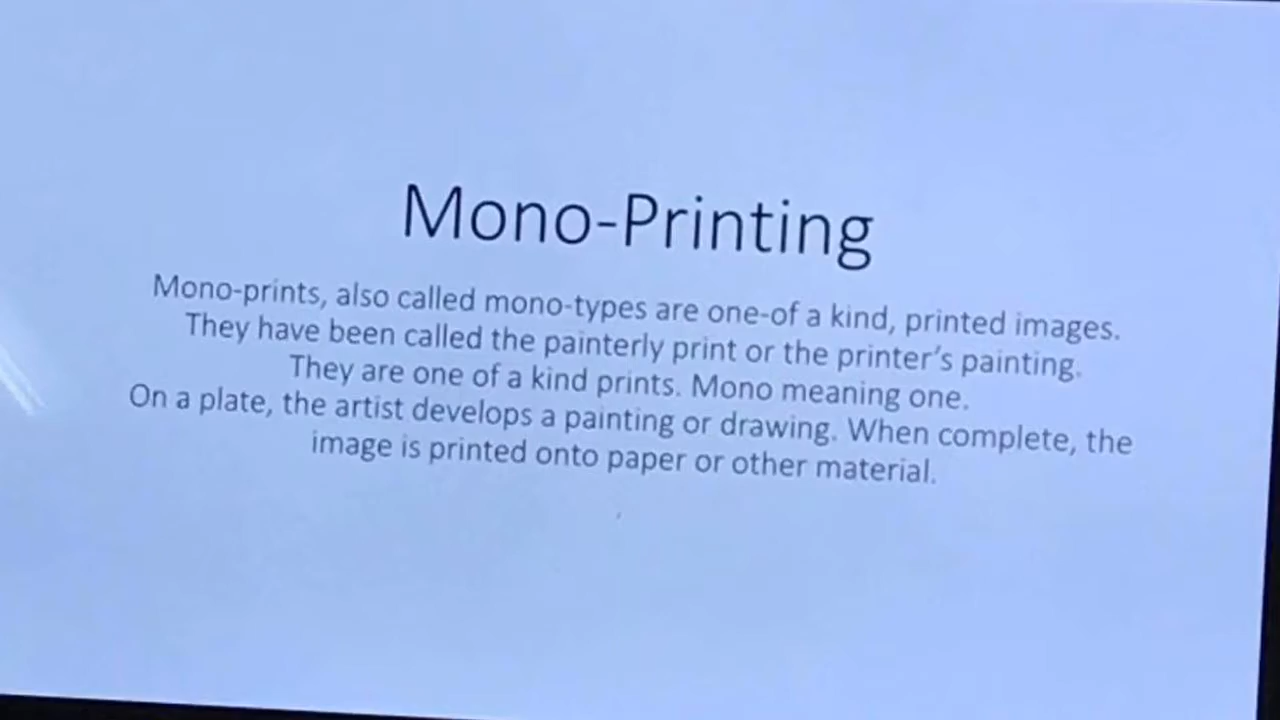 Mono-Printing
Mono-prints, also called mono-types are one-of a kind, printed images.
They have been called the painterly print or the printer's painting.
They are one of a kind prints. Mono meaning one.
On a plate, the artist develops a painting or drawing. When complete, the
image is printed onto paper or other material.